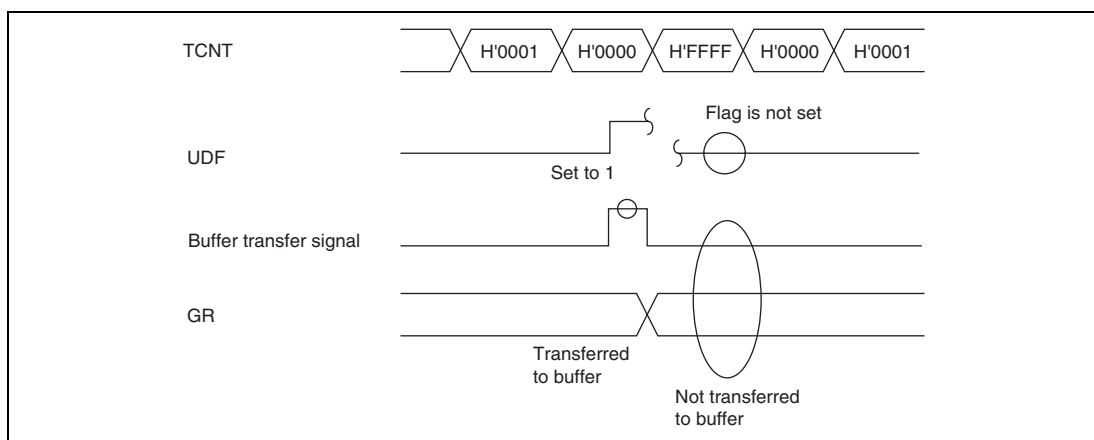 TCNT H'0001 H'0000 H'FFFF H'0000 H'0001
Flag is not set
UDF
Set to 1
Buffer transfer signal
GR
Transferred
to buffer
Not transferred
to buffer